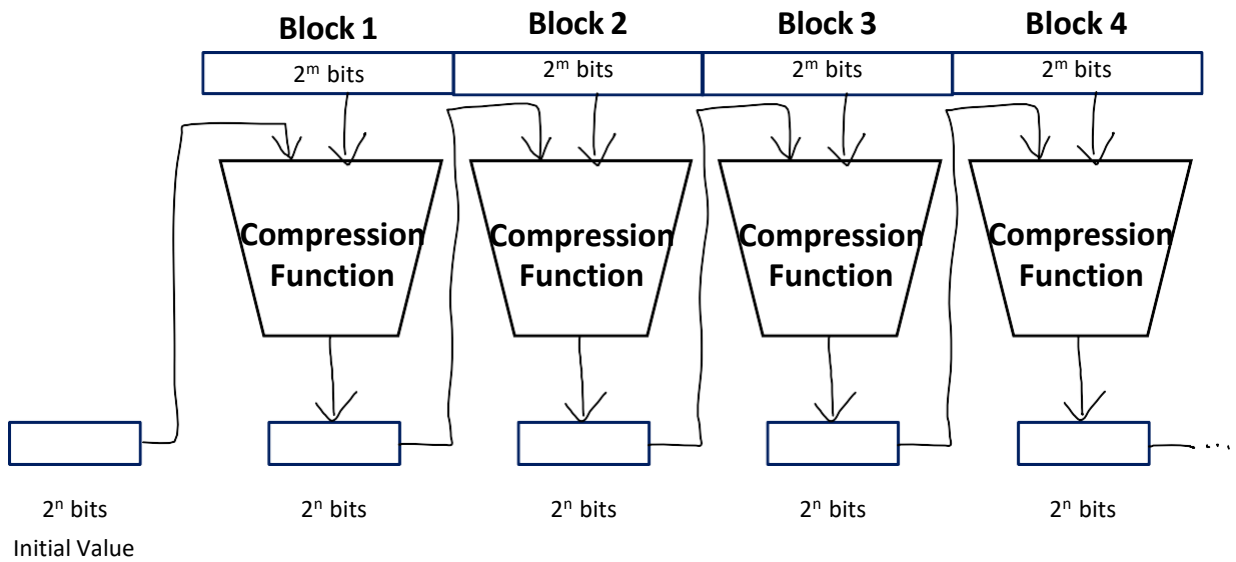 Block 1 Block 2 Block 3 Block 4
2ᵐ bits 2ᵐ bits 2ᵐ bits 2ᵐ bits
Compression Compression Compression Compression
Function Function Function Function
...
2ⁿ bits 2ⁿ bits 2ⁿ bits 2ⁿ bits 2ⁿ bits
Initial Value